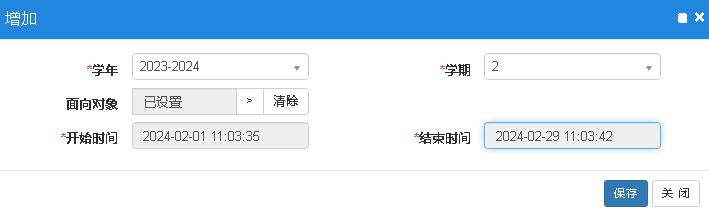 增加
*学年 2023-2024 *学期 2
面向对象 已设置 > 清除
*开始时间 2024-02-01 11:03:35 *结束时间 2024-02-29 11:03:42
保存 关闭